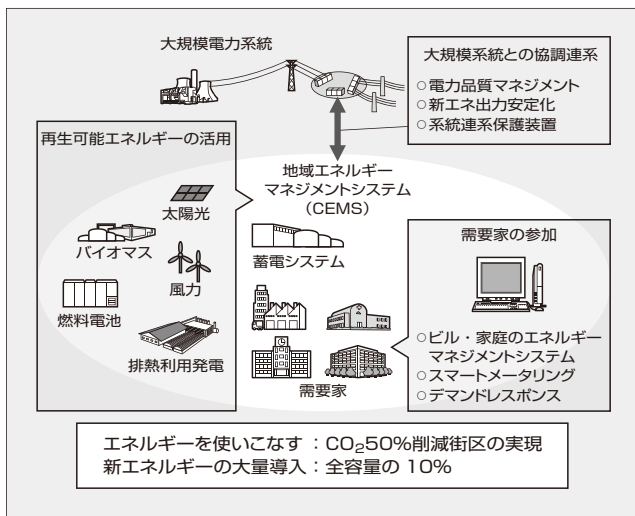 大規模電力系統
大規模系統との協調連系
○電力品質マネジメント
○新エネ出力安定化
○系統連系保護装置
再生可能エネルギーの活用
太陽光
バイオマス
風力
燃料電池
排熱利用発電
地域エネルギー
マネジメントシステム
（CEMS）
蓄電システム
需要家
需要家の参加
○ビル・家庭のエネルギー
マネジメントシステム
○スマートメータリング
○デマンドレスポンス
エネルギーを使いこなす：CO₂50％削減街区の実現
新エネルギーの大量導入：全容量の 10％